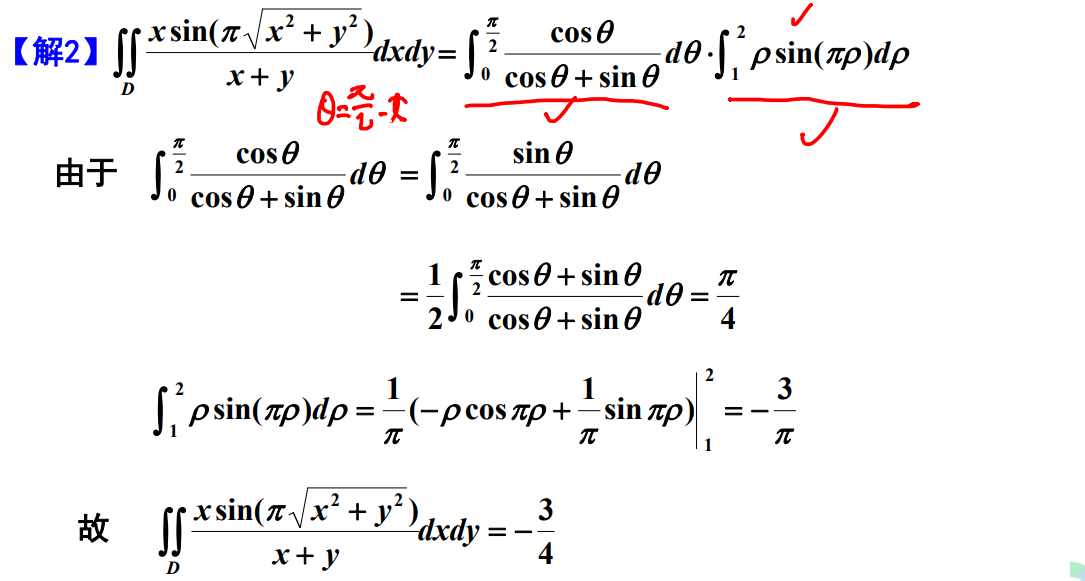 【解2】∬_D (x sin(π√(x² + y²)))/(x + y) dxdy = ∫_0^(π/2) (cosθ)/(cosθ + sinθ) dθ · ∫_1^2 ρ sin(πρ)dρ
θ=π/2-t
由于 ∫_0^(π/2) (cosθ)/(cosθ + sinθ) dθ = ∫_0^(π/2) (sinθ)/(cosθ + sinθ) dθ
= 1/2 ∫_0^(π/2) (cosθ + sinθ)/(cosθ + sinθ) dθ = π/4
∫_1^2 ρ sin(πρ)dρ = 1/π (−ρ cos πρ + 1/π sin πρ)|_1^2 = −3/π
故 ∬_D (x sin(π√(x² + y²)))/(x + y) dxdy = −3/4